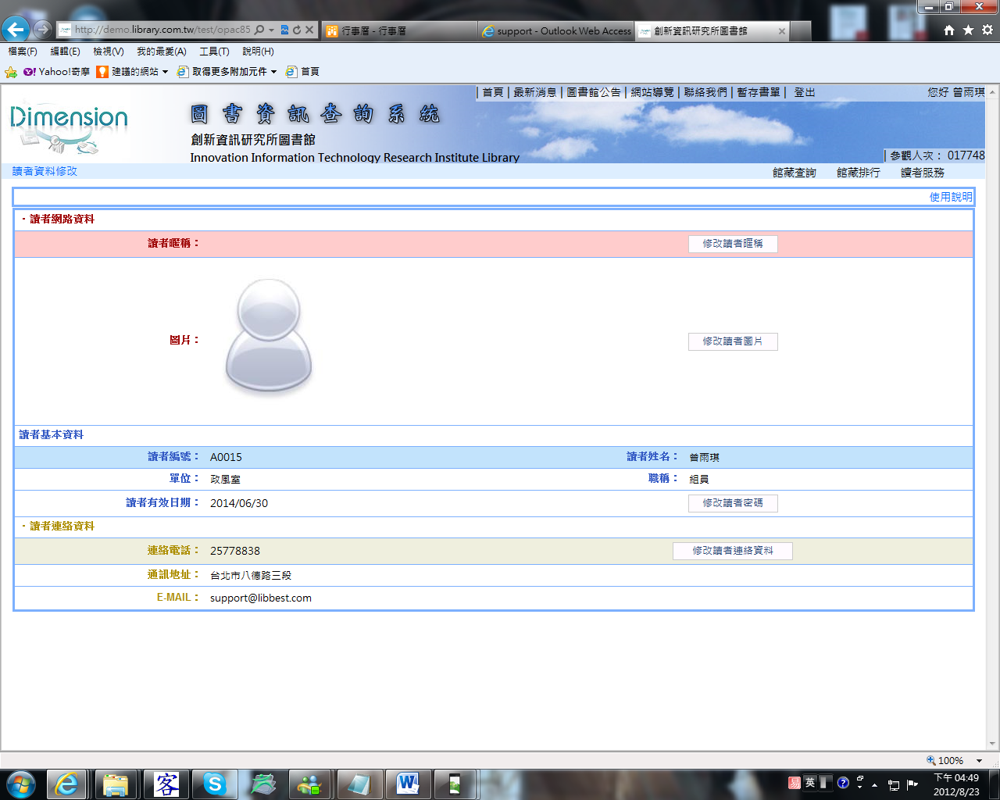 http://demo.library.com.tw/test/opac85
行事曆 - 行事曆
support - Outlook Web Access
創新資訊研究所圖書館
檔案(F) 編輯(E) 檢視(V) 我的最愛(A) 工具(T) 說明(H)
Yahoo!奇摩 建議的網站 取得更多附加元件 首頁
| 首頁 | 最新消息 | 圖書館公告 | 網站導覽 | 聯絡我們 | 暫存書單 | 登出
您好 曾雨琪
Dimension
圖書資訊查詢系統
創新資訊研究所圖書館
Innovation Information Technology Research Institute Library
| 參觀人次： 017748
讀者資料修改
館藏查詢 館藏排行 讀者服務
使用說明
‧讀者網路資料
讀者暱稱： 修改讀者暱稱
圖片： 修改讀者圖片
讀者基本資料
讀者編號： A0015 讀者姓名： 曾雨琪
單位： 政風室 職稱： 組員
讀者有效日期： 2014/06/30 修改讀者密碼
‧讀者連絡資料
連絡電話： 25778838 修改讀者連絡資料
通訊地址： 台北市八德路三段
E-MAIL： support@libbest.com
100%
客
易 英
下午 04:49
2012/8/23